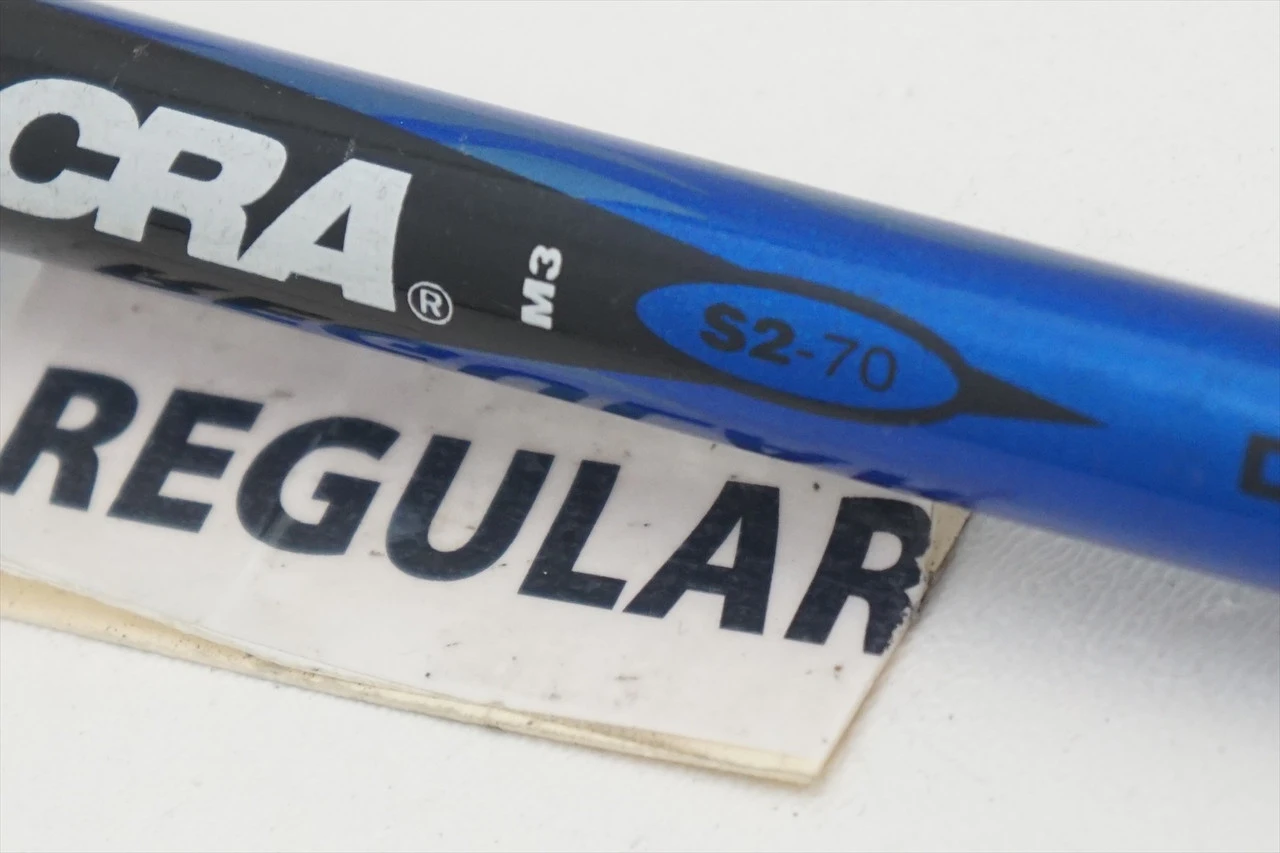 CRA®
M3
S2-70
REGULAR